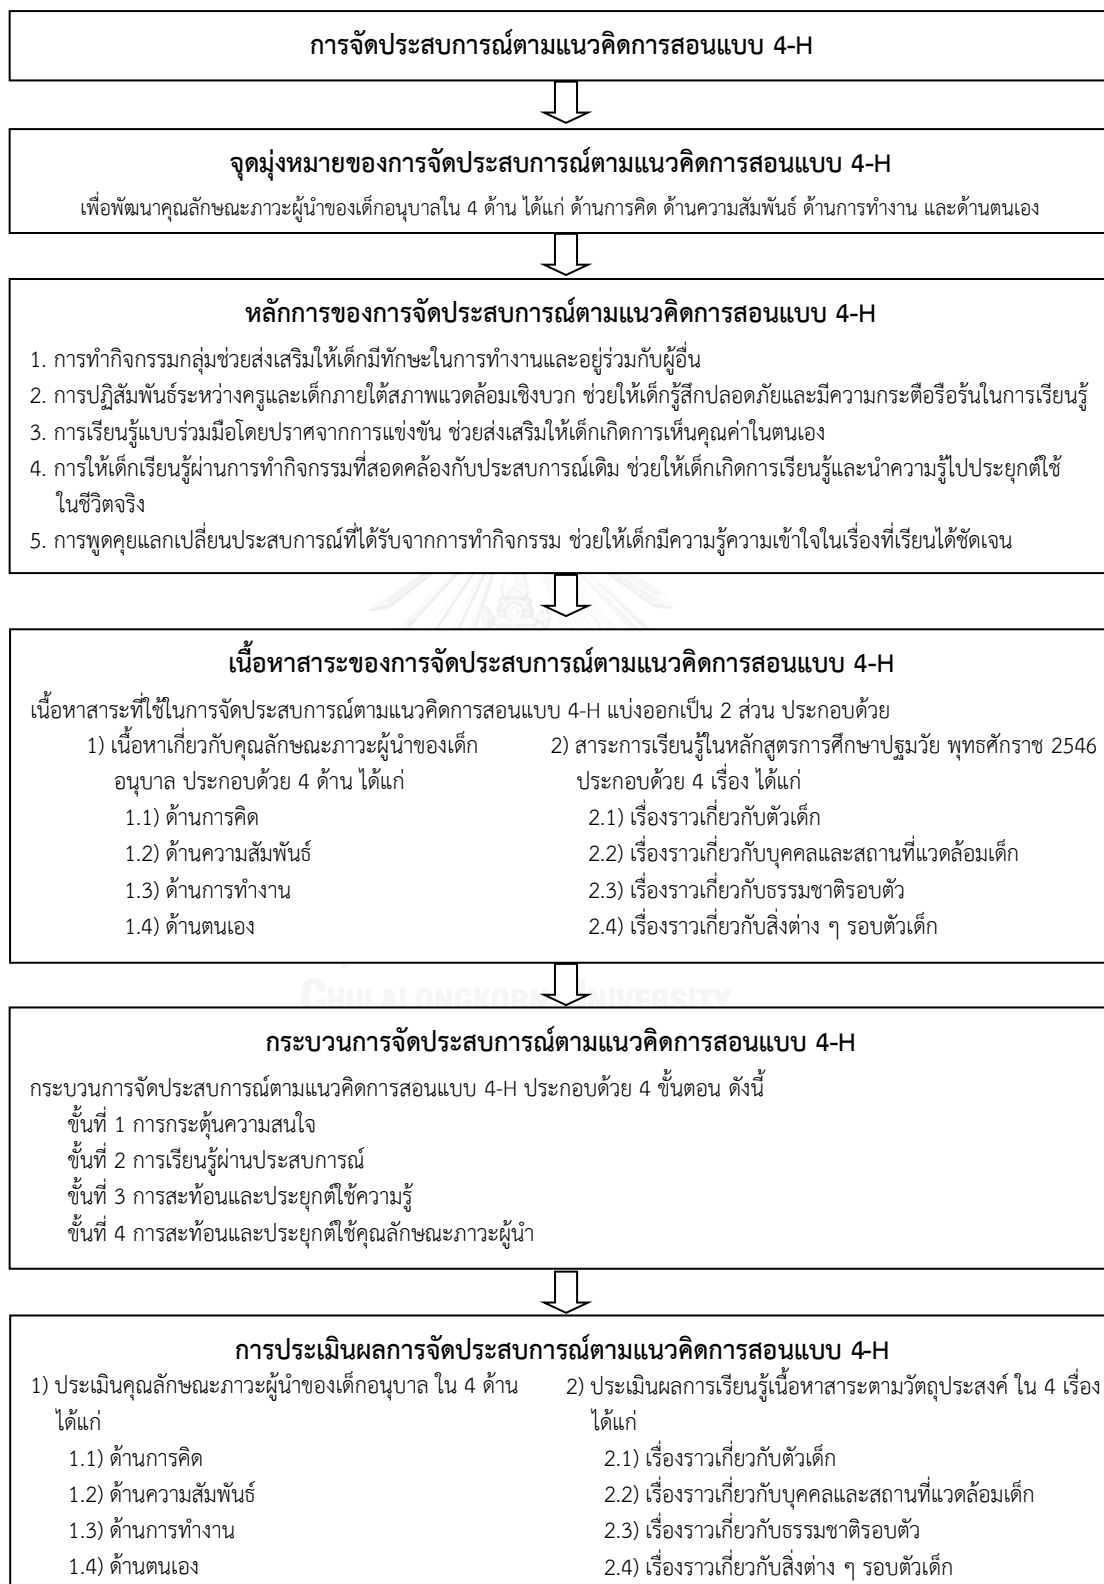 การจัดประสบการณ์ตามแนวคิดการสอนแบบ 4-H
จุดมุ่งหมายของการจัดประสบการณ์ตามแนวคิดการสอนแบบ 4-H
เพื่อพัฒนาคุณลักษณะภาวะผู้นำของเด็กอนุบาลใน 4 ด้าน ได้แก่ ด้านการคิด ด้านความสัมพันธ์ ด้านการทำงาน และด้านตนเอง
หลักการของการจัดประสบการณ์ตามแนวคิดการสอนแบบ 4-H
1. การทำกิจกรรมกลุ่มช่วยส่งเสริมให้เด็กมีทักษะในการทำงานและอยู่ร่วมกับผู้อื่น
2. การปฏิสัมพันธ์ระหว่างครูและเด็กภายใต้สภาพแวดล้อมเชิงบวก ช่วยให้เด็กรู้สึกปลอดภัยและมีความกระตือรือร้นในการเรียนรู้
3. การเรียนรู้แบบร่วมมือโดยปราศจากการแข่งขัน ช่วยส่งเสริมให้เด็กเกิดการเห็นคุณค่าในตนเอง
4. การให้เด็กเรียนรู้ผ่านการทำกิจกรรมที่สอดคล้องกับประสบการณ์เดิม ช่วยให้เด็กเกิดการเรียนรู้และนำความรู้ไปประยุกต์ใช้
ในชีวิตจริง
5. การพูดคุยแลกเปลี่ยนประสบการณ์ที่ได้รับจากการทำกิจกรรม ช่วยให้เด็กมีความรู้ความเข้าใจในเรื่องที่เรียนได้ชัดเจน
เนื้อหาสาระของการจัดประสบการณ์ตามแนวคิดการสอนแบบ 4-H
เนื้อหาสาระที่ใช้ในการจัดประสบการณ์ตามแนวคิดการสอนแบบ 4-H แบ่งออกเป็น 2 ส่วน ประกอบด้วย
1) เนื้อหาเกี่ยวกับคุณลักษณะภาวะผู้นำของเด็ก
อนุบาล ประกอบด้วย 4 ด้าน ได้แก่
1.1) ด้านการคิด
1.2) ด้านความสัมพันธ์
1.3) ด้านการทำงาน
1.4) ด้านตนเอง
2) สาระการเรียนรู้ในหลักสูตรการศึกษาปฐมวัย พุทธศักราช 2546
ประกอบด้วย 4 เรื่อง ได้แก่
2.1) เรื่องราวเกี่ยวกับตัวเด็ก
2.2) เรื่องราวเกี่ยวกับบุคคลและสถานที่แวดล้อมเด็ก
2.3) เรื่องราวเกี่ยวกับธรรมชาติรอบตัว
2.4) เรื่องราวเกี่ยวกับสิ่งต่าง ๆ รอบตัวเด็ก
CHULALONGKORN UNIVERSITY
กระบวนการจัดประสบการณ์ตามแนวคิดการสอนแบบ 4-H
กระบวนการจัดประสบการณ์ตามแนวคิดการสอนแบบ 4-H ประกอบด้วย 4 ขั้นตอน ดังนี้
ขั้นที่ 1 การกระตุ้นความสนใจ
ขั้นที่ 2 การเรียนรู้ผ่านประสบการณ์
ขั้นที่ 3 การสะท้อนและประยุกต์ใช้ความรู้
ขั้นที่ 4 การสะท้อนและประยุกต์ใช้คุณลักษณะภาวะผู้นำ
การประเมินผลการจัดประสบการณ์ตามแนวคิดการสอนแบบ 4-H
1) ประเมินคุณลักษณะภาวะผู้นำของเด็กอนุบาล ใน 4 ด้าน
ได้แก่
1.1) ด้านการคิด
1.2) ด้านความสัมพันธ์
1.3) ด้านการทำงาน
1.4) ด้านตนเอง
2) ประเมินผลการเรียนรู้เนื้อหาสาระตามวัตถุประสงค์ ใน 4 เรื่อง
ได้แก่
2.1) เรื่องราวเกี่ยวกับตัวเด็ก
2.2) เรื่องราวเกี่ยวกับบุคคลและสถานที่แวดล้อมเด็ก
2.3) เรื่องราวเกี่ยวกับธรรมชาติรอบตัว
2.4) เรื่องราวเกี่ยวกับสิ่งต่าง ๆ รอบตัวเด็ก